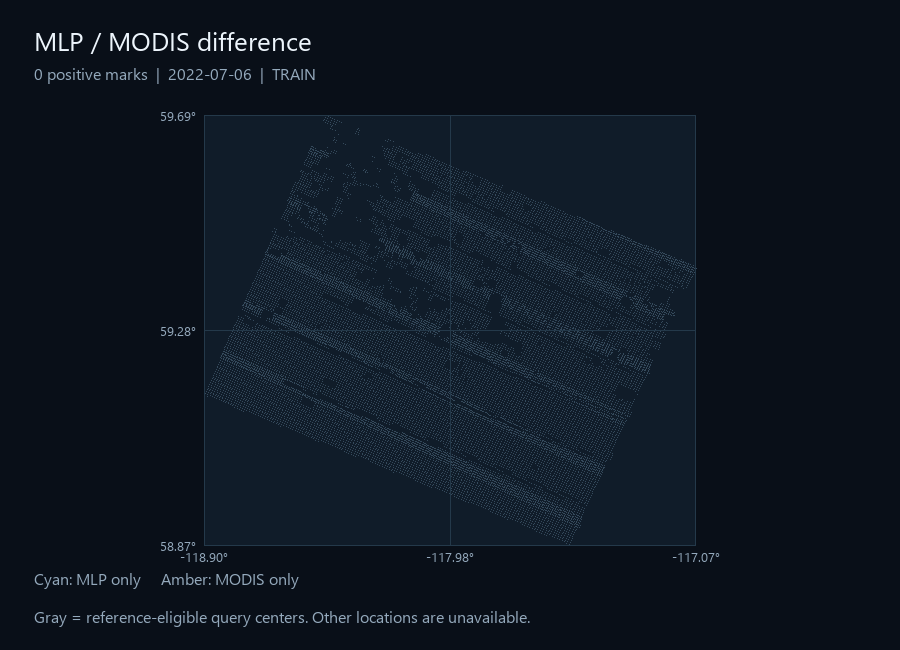 MLP / MODIS difference
0 positive marks | 2022-07-06 | TRAIN
59.69°
59.28°
58.87°
-118.90° -117.98° -117.07°
Cyan: MLP only Amber: MODIS only
Gray = reference-eligible query centers. Other locations are unavailable.